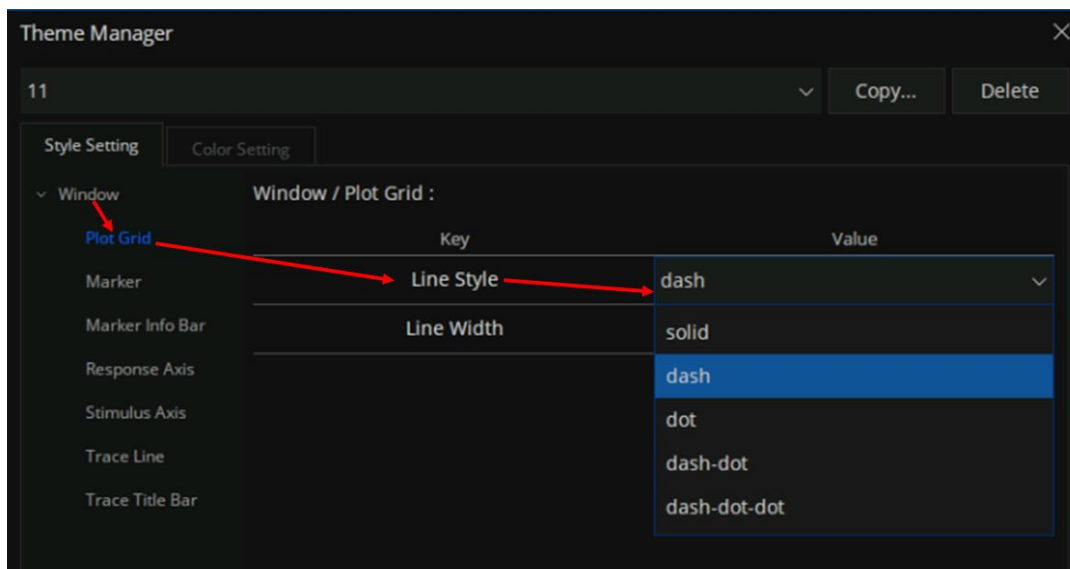 Theme Manager
11
Copy...
Delete
Style Setting
Color Setting
Window
Window / Plot Grid :
Plot Grid
Key
Value
Marker
Line Style
dash
Marker Info Bar
Line Width
solid
Response Axis
dash
Stimulus Axis
dot
Trace Line
dash-dot
Trace Title Bar
dash-dot-dot